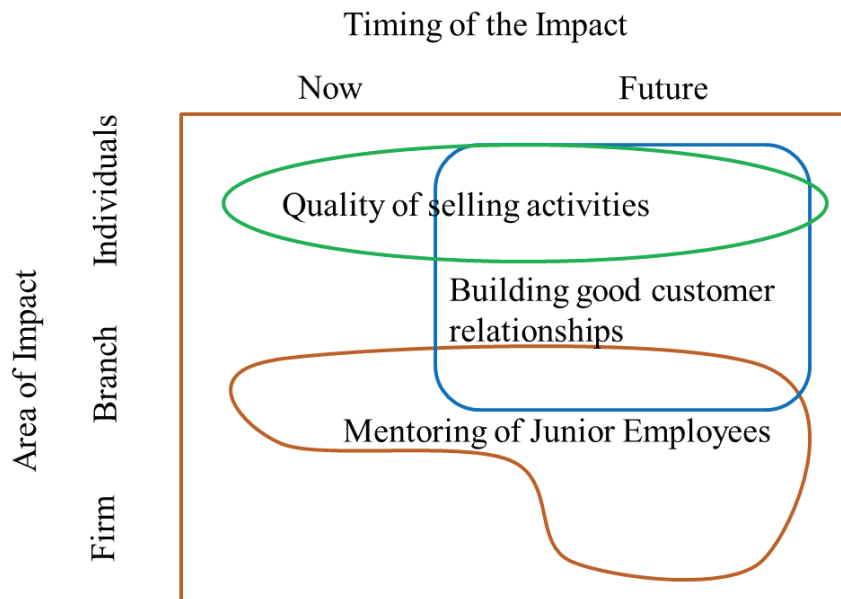 Timing of the Impact
Now
Future
Individuals
Quality of selling activities
Building good customer
relationships
Area of Impact
Branch
Mentoring of Junior Employees
Firm